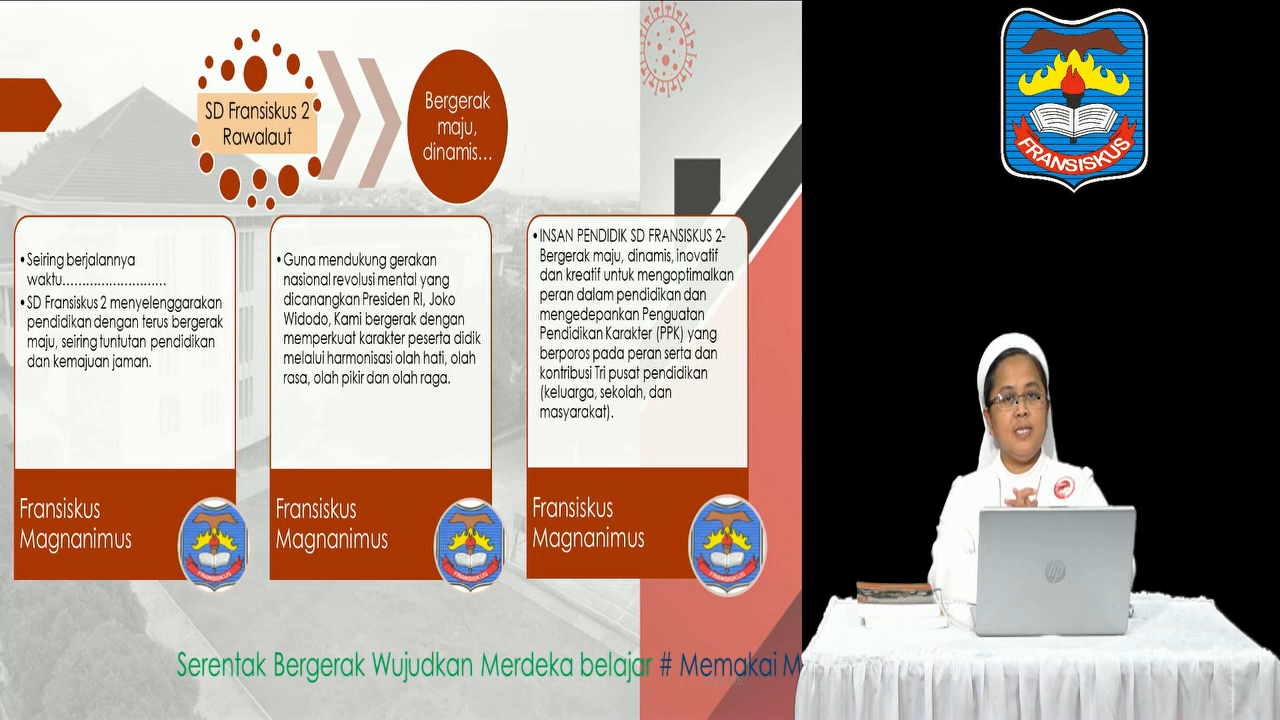 SD Fransiskus 2
Rawalaut
Bergerak
maju,
dinamis...
•Seiring berjalannya
waktu..........................
•SD Fransiskus 2 menyelenggarakan
pendidikan dengan terus bergerak
maju, seiring tuntutan pendidikan
dan kemajuan jaman.
Fransiskus
Magnanimus
FRANSISKUS
•Guna mendukung gerakan
nasional revolusi mental yang
dicanangkan Presiden RI, Joko
Widodo, Kami bergerak dengan
memperkuat karakter peserta didik
melalui harmonisasi olah hati, olah
rasa, olah pikir dan olah raga.
Fransiskus
Magnanimus
FRANSISKUS
•INSAN PENDIDIK SD FRANSISKUS 2-
Bergerak maju, dinamis, inovatif
dan kreatif untuk mengoptimalkan
peran dalam pendidikan dan
mengedepankan Penguatan
Pendidikan Karakter (PPK) yang
berporos pada peran serta dan
kontribusi Tri pusat pendidikan
(keluarga, sekolah, dan
masyarakat).
Fransiskus
Magnanimus
FRANSISKUS
Serentak Bergerak Wujudkan Merdeka belajar # Memakai M
FRANSISKUS
hp